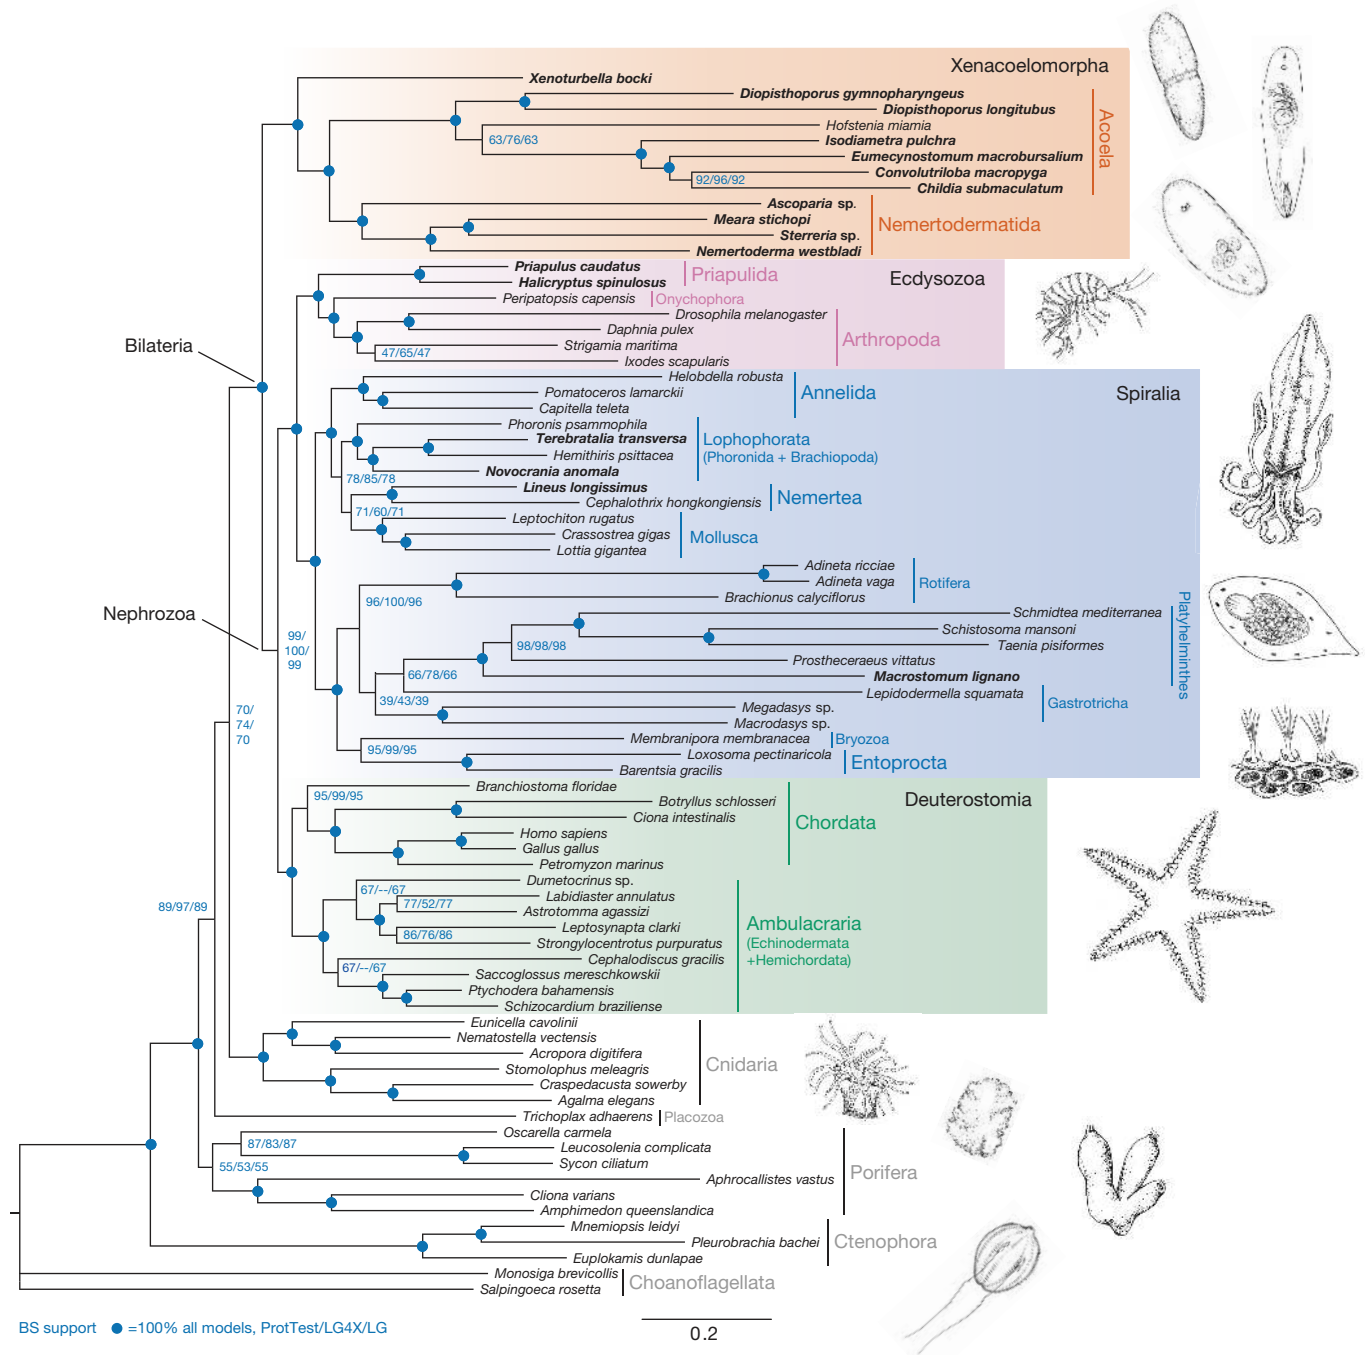 Xenacoelomorpha
Xenoturbella bocki
Diopisthoporus gymnopharyngeus
Diopisthoporus longitubus
Hofstenia miamia
63/76/63
Isodiametra pulchra
Eumecynostomum macrobursalium
Convolutriloba macropyga
92/96/92
Childia submaculatum
Acoela
Ascoparia sp.
Meara stichopi
Sterreria sp.
Nemertoderma westbladi
Nemertodermatida
Priapulus caudatus
Halicryptus spinulosus
Priapulida
Ecdysozoa
Peripatopsis capensis
Onychophora
Drosophila melanogaster
Daphnia pulex
Strigamia maritima
47/65/47
Ixodes scapularis
Arthropoda
Bilateria
Helobdella robusta
Pomatoceros lamarckii
Capitella teleta
Annelida
Spiralia
Phoronis psammophila
Terebratalia transversa
Hemithiris psittacea
Novocrania anomala
Lophophorata
(Phoronida + Brachiopoda)
78/85/78
Lineus longissimus
Cephalothrix hongkongiensis
Nemertea
71/60/71
Leptochiton rugatus
Crassostrea gigas
Lottia gigantea
Mollusca
Adineta ricciae
Adineta vaga
Brachionus calyciflorus
Rotifera
96/100/96
Nephrozoa
99/
100/
99
Schmidtea mediterranea
Schistosoma mansoni
Taenia pisiformes
98/98/98
Prostheceraeus vittatus
Macrostomum lignano
Platyhelminthes
66/78/66
Lepidodermella squamata
39/43/39
Megadasys sp.
Macrodasys sp.
Gastrotricha
70/
74/
70
Membranipora membranacea
Bryozoa
95/99/95
Loxosoma pectinaricola
Barentsia gracilis
Entoprocta
Branchiostoma floridae
95/99/95
Deuterostomia
Botryllus schlosseri
Ciona intestinalis
Homo sapiens
Gallus gallus
Petromyzon marinus
Chordata
Dumetocrinus sp.
67/--/67
Labidiaster annulatus
77/52/77
Astrotomma agassizi
Leptosynapta clarki
86/76/86
Strongylocentrotus purpuratus
Cephalodiscus gracilis
67/--/67
Saccoglossus mereschkowskii
Ptychodera bahamensis
Schizocardium braziliense
Ambulacraria
(Echinodermata
+Hemichordata)
89/97/89
Eunicella cavolinii
Nematostella vectensis
Acropora digitifera
Stomolophus meleagris
Craspedacusta sowerby
Agalma elegans
Cnidaria
Trichoplax adhaerens
Placozoa
Oscarella carmela
87/83/87
Leucosolenia complicata
Sycon ciliatum
55/53/55
Aphrocallistes vastus
Cliona varians
Amphimedon queenslandica
Porifera
Mnemiopsis leidyi
Pleurobrachia bachei
Euplokamis dunlapae
Ctenophora
Monosiga brevicollis
Salpingoeca rosetta
Choanoflagellata
BS support ● =100% all models, ProtTest/LG4X/LG
0.2